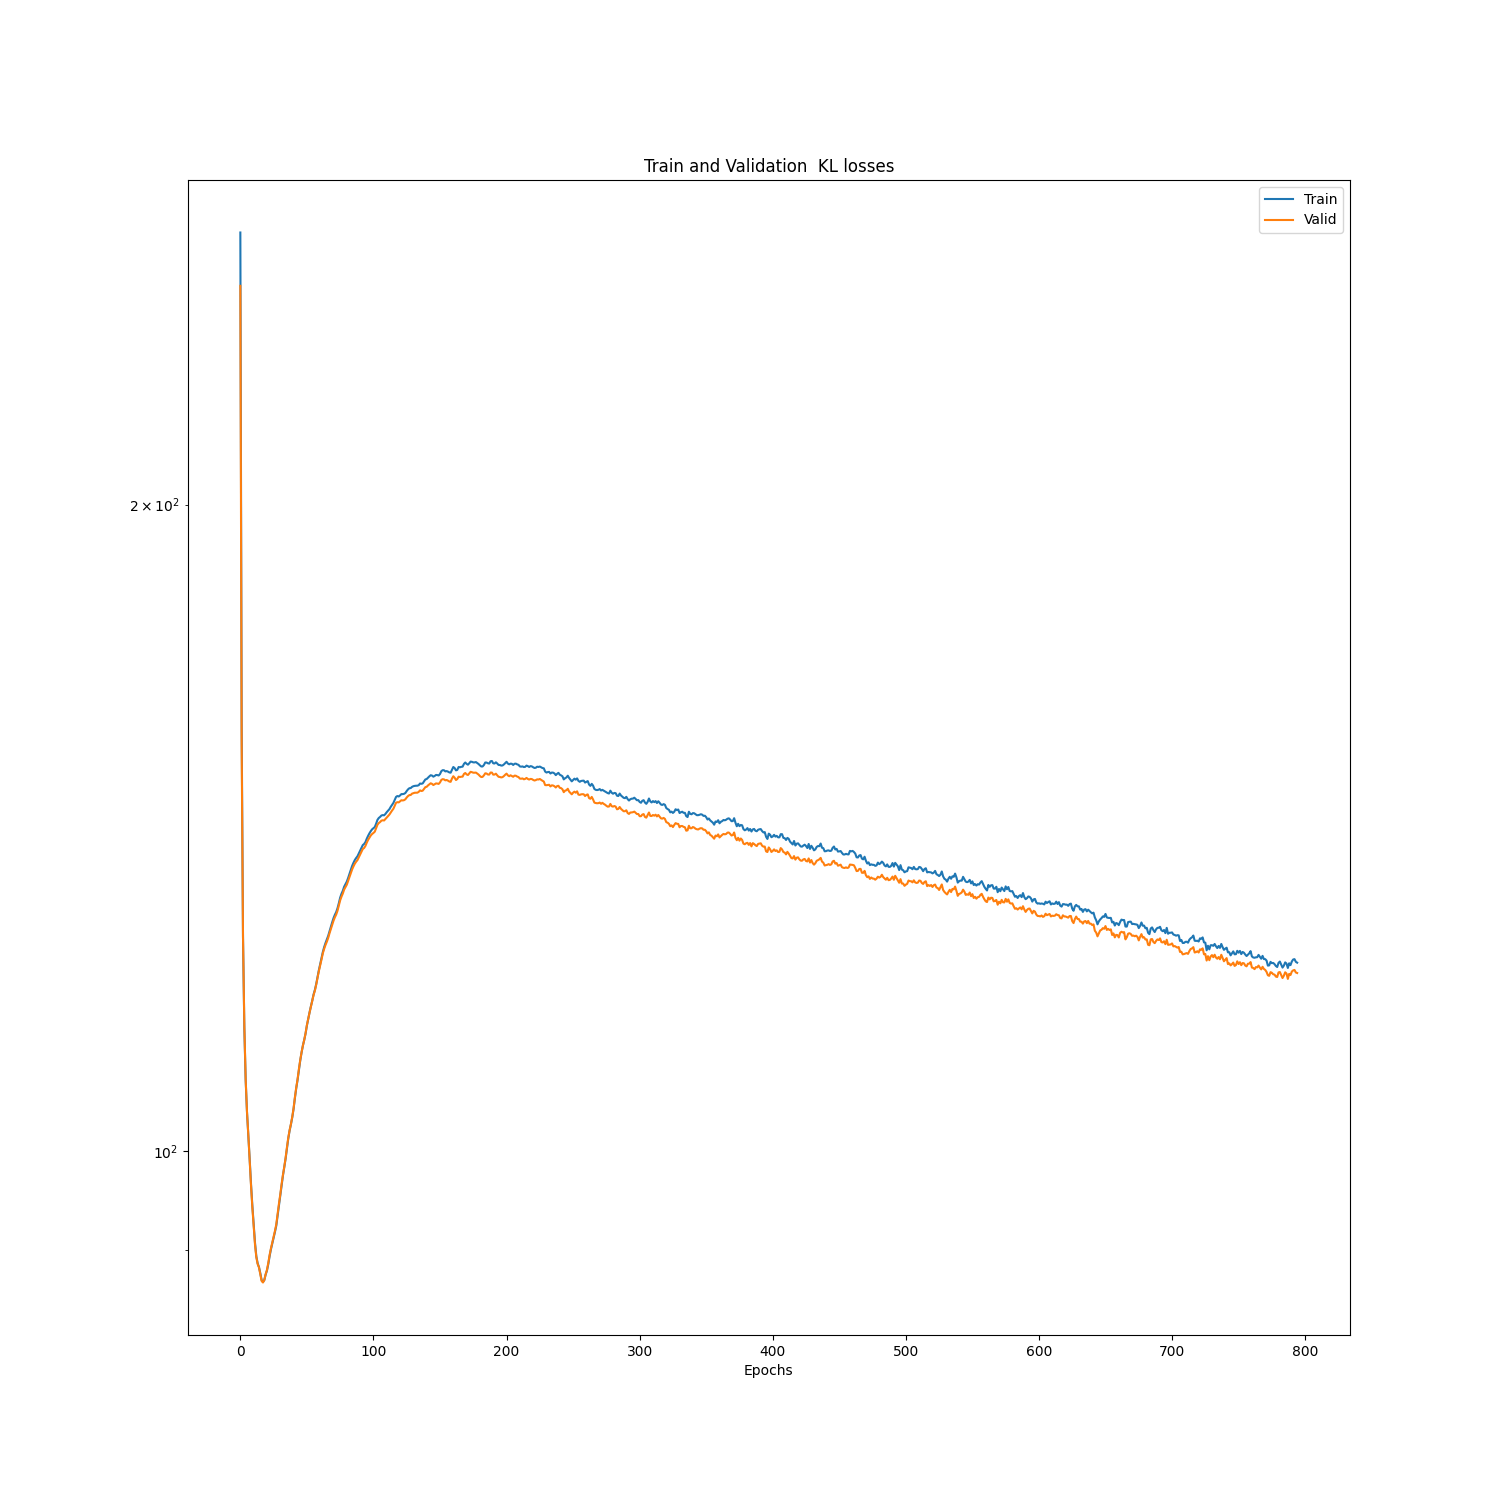 Train and Validation  KL losses
Train
Valid
2 × 10²
10²
0 100 200 300 400 500 600 700 800
Epochs